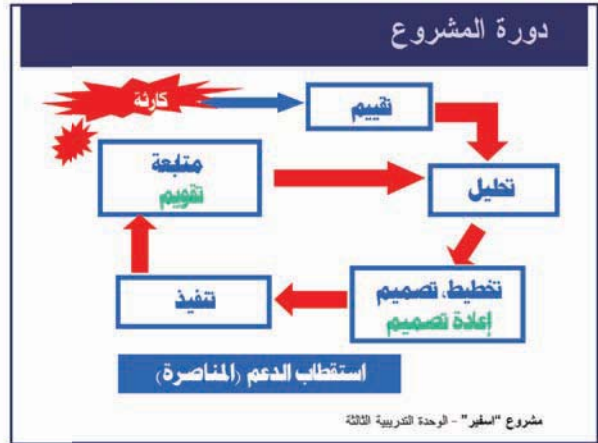 دورة المشروع
كارثة
تقييم
متابعة
تقويم
تحليل
تخطيط، تصميم
إعادة تصميم
تنفيذ
استقطاب الدعم (المناصرة)
مشروع "اسفير" - الوحدة التدريبية الثالثة